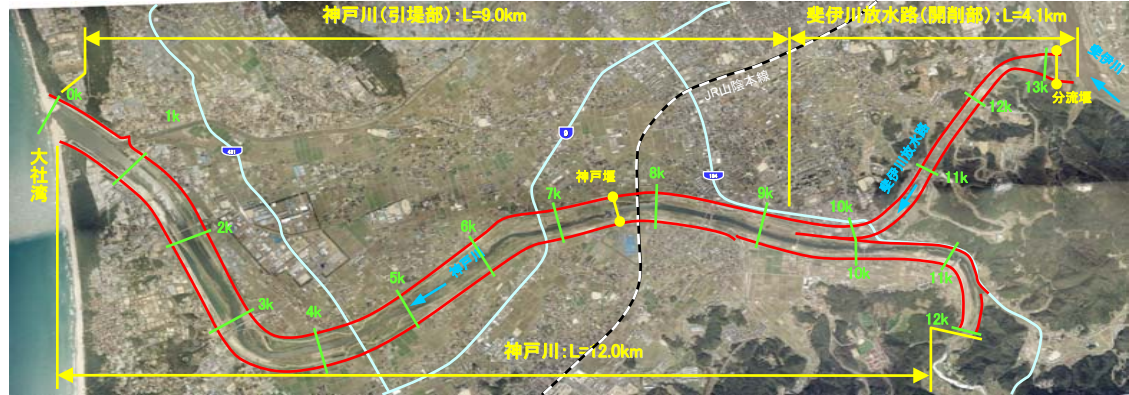 神戸川(引堤部):L=9.0km
斐伊川放水路(開削部):L=4.1km
斐伊川
13k
分流堰
12k
JR山陰本線
0k
1k
大社湾
431
9
184
斐伊川放水路
11k
神戸堰
8k
7k
9k
10k
2k
6k
神戸川
5k
10k
11k
3k
4k
12k
神戸川:L=12.0km